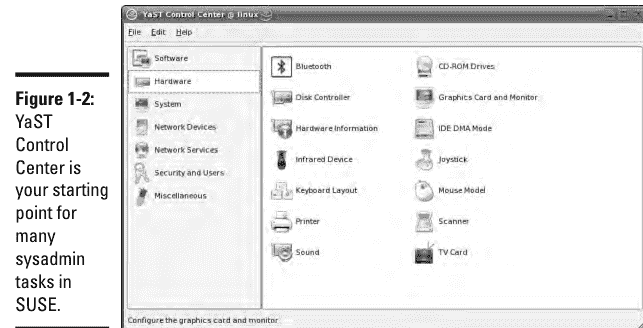 YaST Control Center @ linux
File Edit Help
Software
Hardware
System
Network Devices
Network Services
Security and Users
Miscellaneous
Bluetooth
CD-ROM Drives
Disk Controller
Graphics Card and Monitor
Hardware Information
IDE DMA Mode
Infrared Device
Joystick
Keyboard Layout
Mouse Model
Printer
Scanner
Sound
TV Card
Configure the graphics card and monitor
Figure 1-2:
YaST
Control
Center is
your starting
point for
many
sysadmin
tasks in
SUSE.